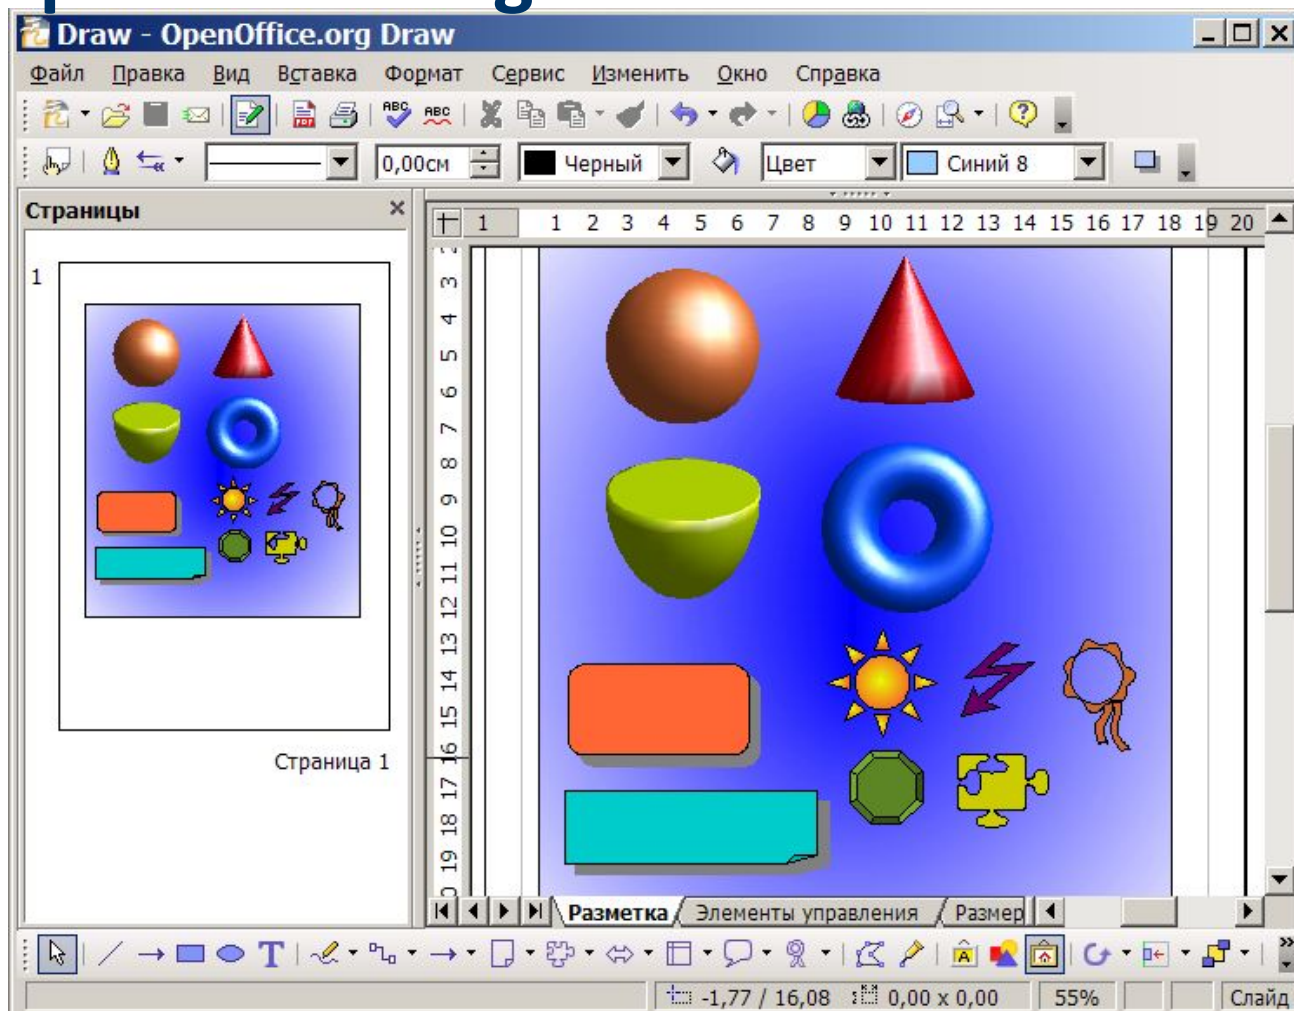 Draw - OpenOffice.org Draw
Файл Правка Вид Вставка Формат Сервис Изменить Окно Справка
ABC ABC
0,00см Черный Цвет Синий 8
Страницы
1 1 2 3 4 5 6 7 8 9 10 11 12 13 14 15 16 17 18 19 20
1
3
4
5
6
7
8
9
10
11
12
13
14
15
16
17
18
19
Страница 1
Разметка Элементы управления Размер
-1,77 / 16,08 0,00 x 0,00 55% Слайд